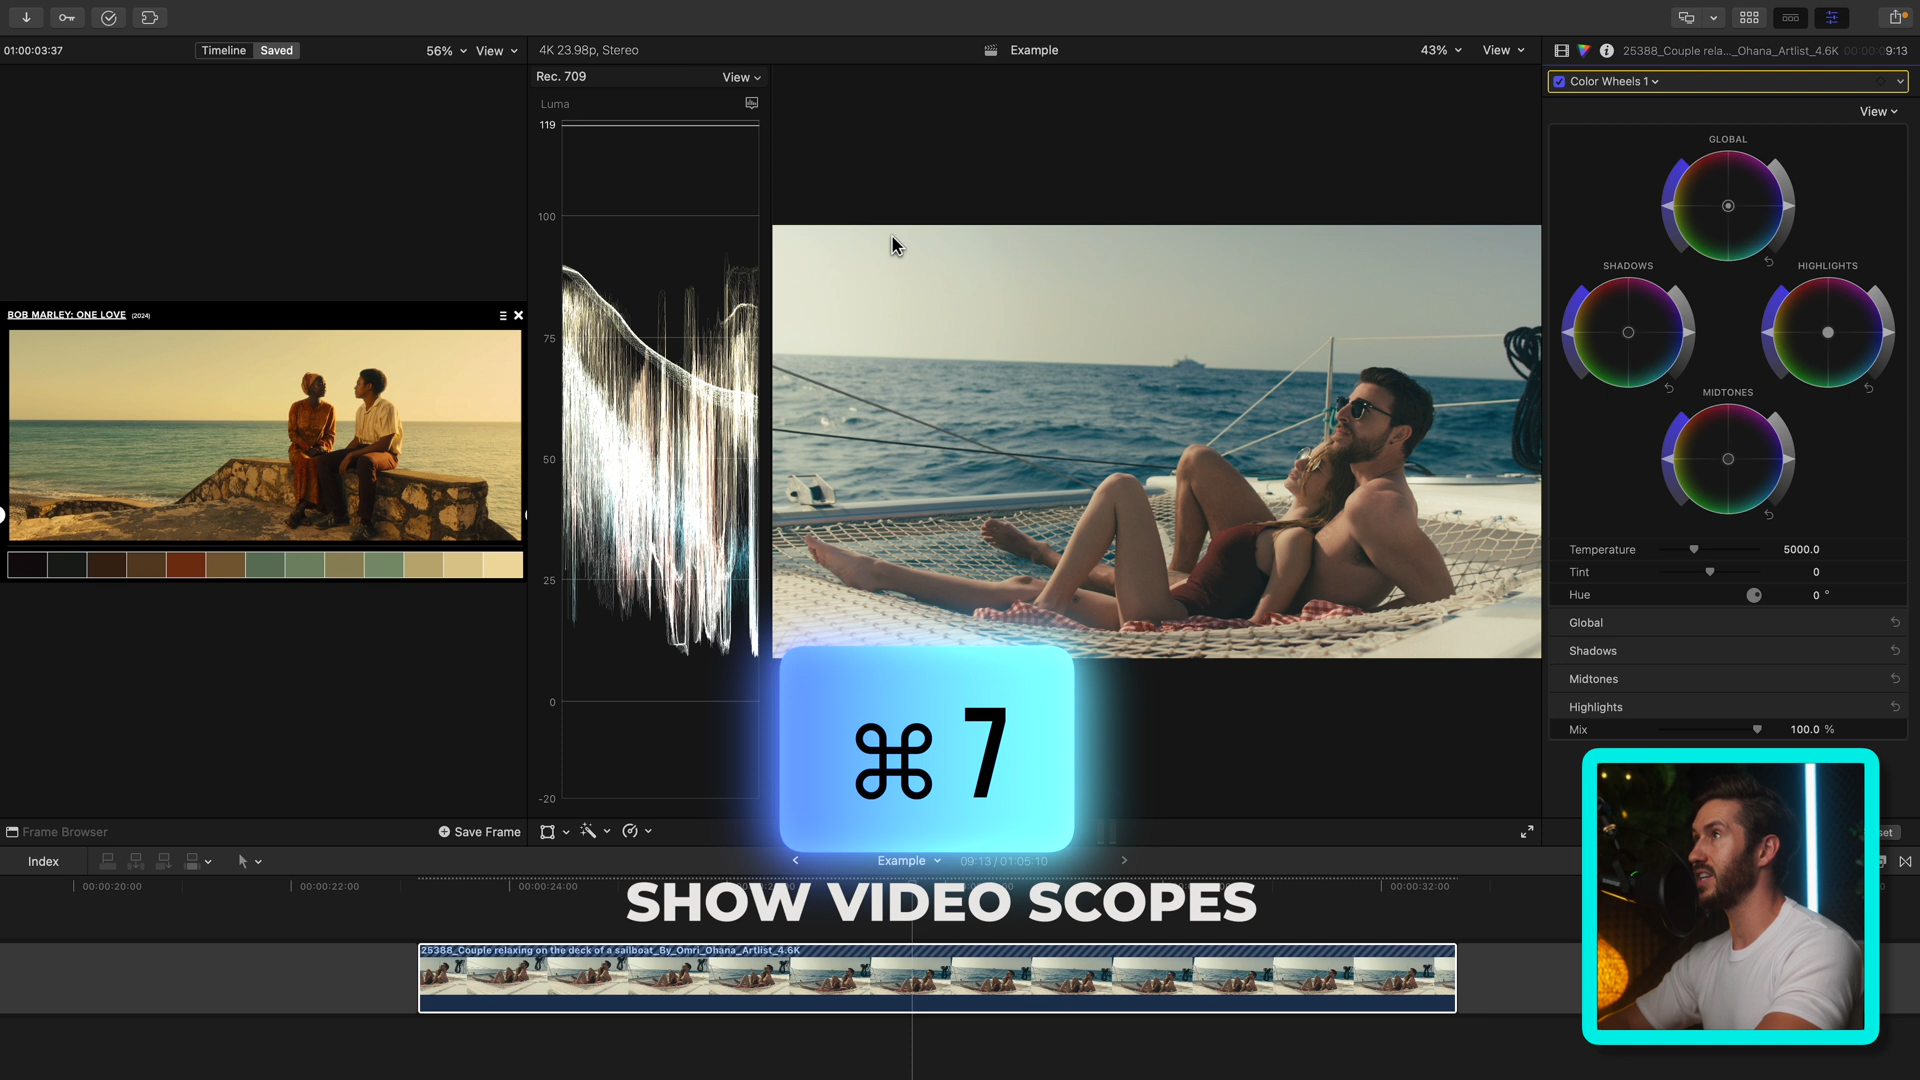 01:00:03:37
Timeline
Saved
56%
View
4K 23.98p, Stereo
Example
43%
View
25388_Couple rela..._Ohana_Artlist_4.6K
00:00:09:13
Rec. 709
View
Color Wheels 1
Luma
View
119
100
75
50
25
0
-20
GLOBAL
SHADOWS
HIGHLIGHTS
MIDTONES
BOB MARLEY: ONE LOVE (2024)
Temperature
5000.0
Tint
0
Hue
0 °
Global
Shadows
Midtones
Highlights
Mix
100.0 %
⌘ 7
Frame Browser
Save Frame
Index
Example
09:13 / 01:05:10
00:00:20:00
00:00:22:00
00:00:24:00
00:00:32:00
SHOW VIDEO SCOPES
25388_Couple relaxing on the deck of a sailboat_By_Omri_Ohana_Artlist_4.6K